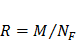 R = M/N_F